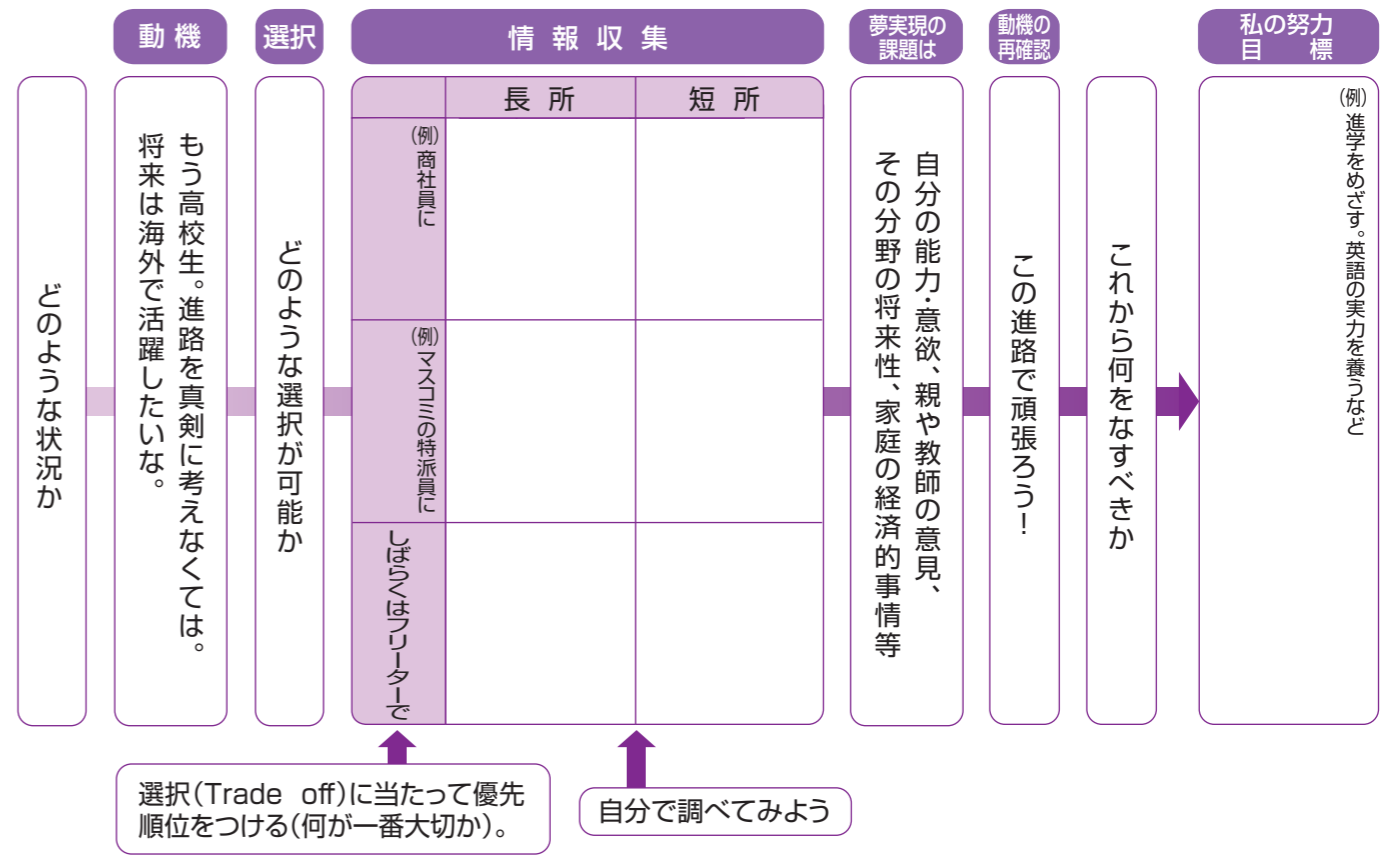 動機
選択
情報収集
夢実現の
課題は
動機の
再確認
私の努力
目標
どのような状況か
もう高校生。進路を真剣に考えなくては。
将来は海外で活躍したいな。
どのような選択が可能か
長所
短所
(例)商社員に
(例)マスコミの特派員に
しばらくはフリーターで
自分の能力・意欲、親や教師の意見、
その分野の将来性、家庭の経済的事情等
この進路で頑張ろう!
これから何をなすべきか
(例)進学をめざす。英語の実力を養うなど
選択(Trade off)に当たって優先
順位をつける(何が一番大切か)。
自分で調べてみよう